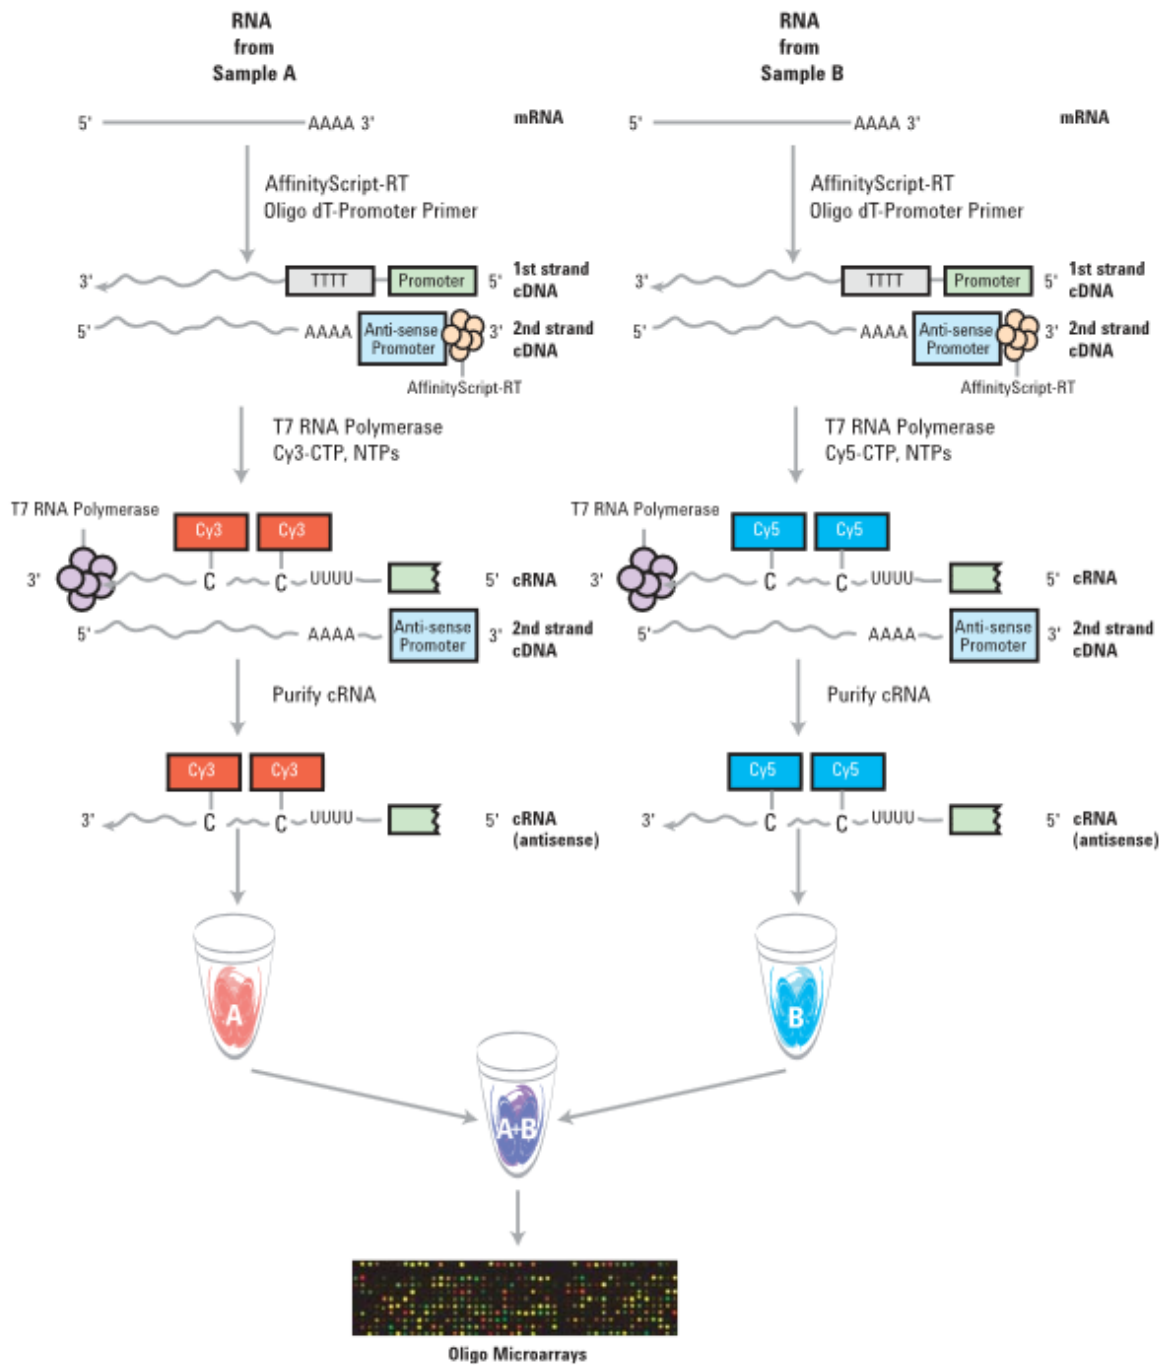 RNA
from
Sample A
RNA
from
Sample B
5' AAAA 3' mRNA
5' AAAA 3' mRNA
AffinityScript-RT
Oligo dT-Promoter Primer
AffinityScript-RT
Oligo dT-Promoter Primer
3' TTTT Promoter 5' 1st strand
cDNA
3' TTTT Promoter 5' 1st strand
cDNA
5' AAAA Anti-sense
Promoter 3' 2nd strand
cDNA
AffinityScript-RT
5' AAAA Anti-sense
Promoter 3' 2nd strand
cDNA
AffinityScript-RT
T7 RNA Polymerase
Cy3-CTP, NTPs
T7 RNA Polymerase
Cy5-CTP, NTPs
T7 RNA Polymerase
Cy3 Cy3
3' C C UUUU 5' cRNA
T7 RNA Polymerase
Cy5 Cy5
3' C C UUUU 5' cRNA
5' AAAA Anti-sense
Promoter 3' 2nd strand
cDNA
5' AAAA Anti-sense
Promoter 3' 2nd strand
cDNA
Purify cRNA
Purify cRNA
Cy3 Cy3
3' C C UUUU 5' cRNA
(antisense)
Cy5 Cy5
3' C C UUUU 5' cRNA
(antisense)
A
B
A+B
Oligo Microarrays